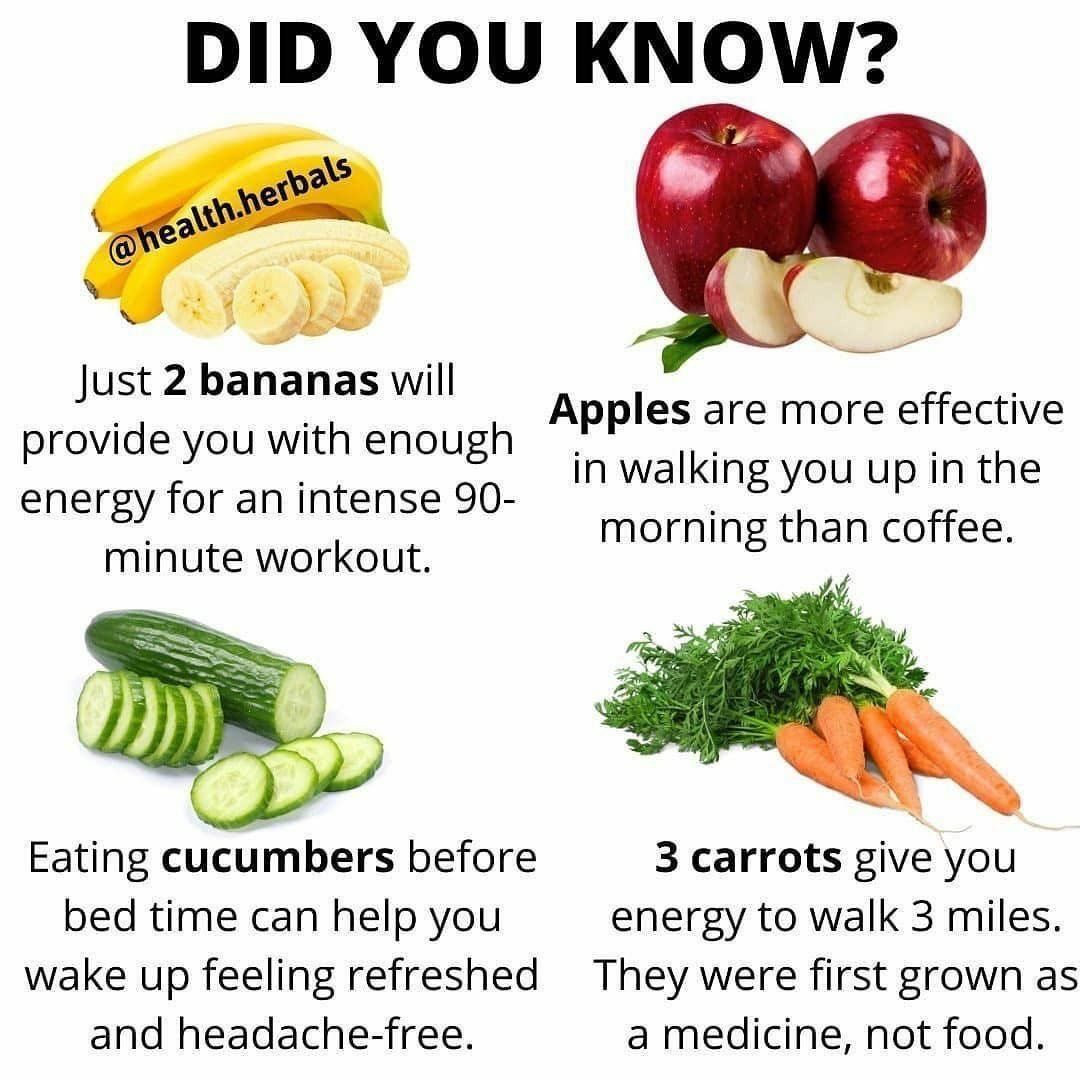 DID YOU KNOW?
@health.herbals
Just 2 bananas will
provide you with enough
energy for an intense 90-
minute workout.
Apples are more effective
in walking you up in the
morning than coffee.
Eating cucumbers before
bed time can help you
wake up feeling refreshed
and headache-free.
3 carrots give you
energy to walk 3 miles.
They were first grown as
a medicine, not food.